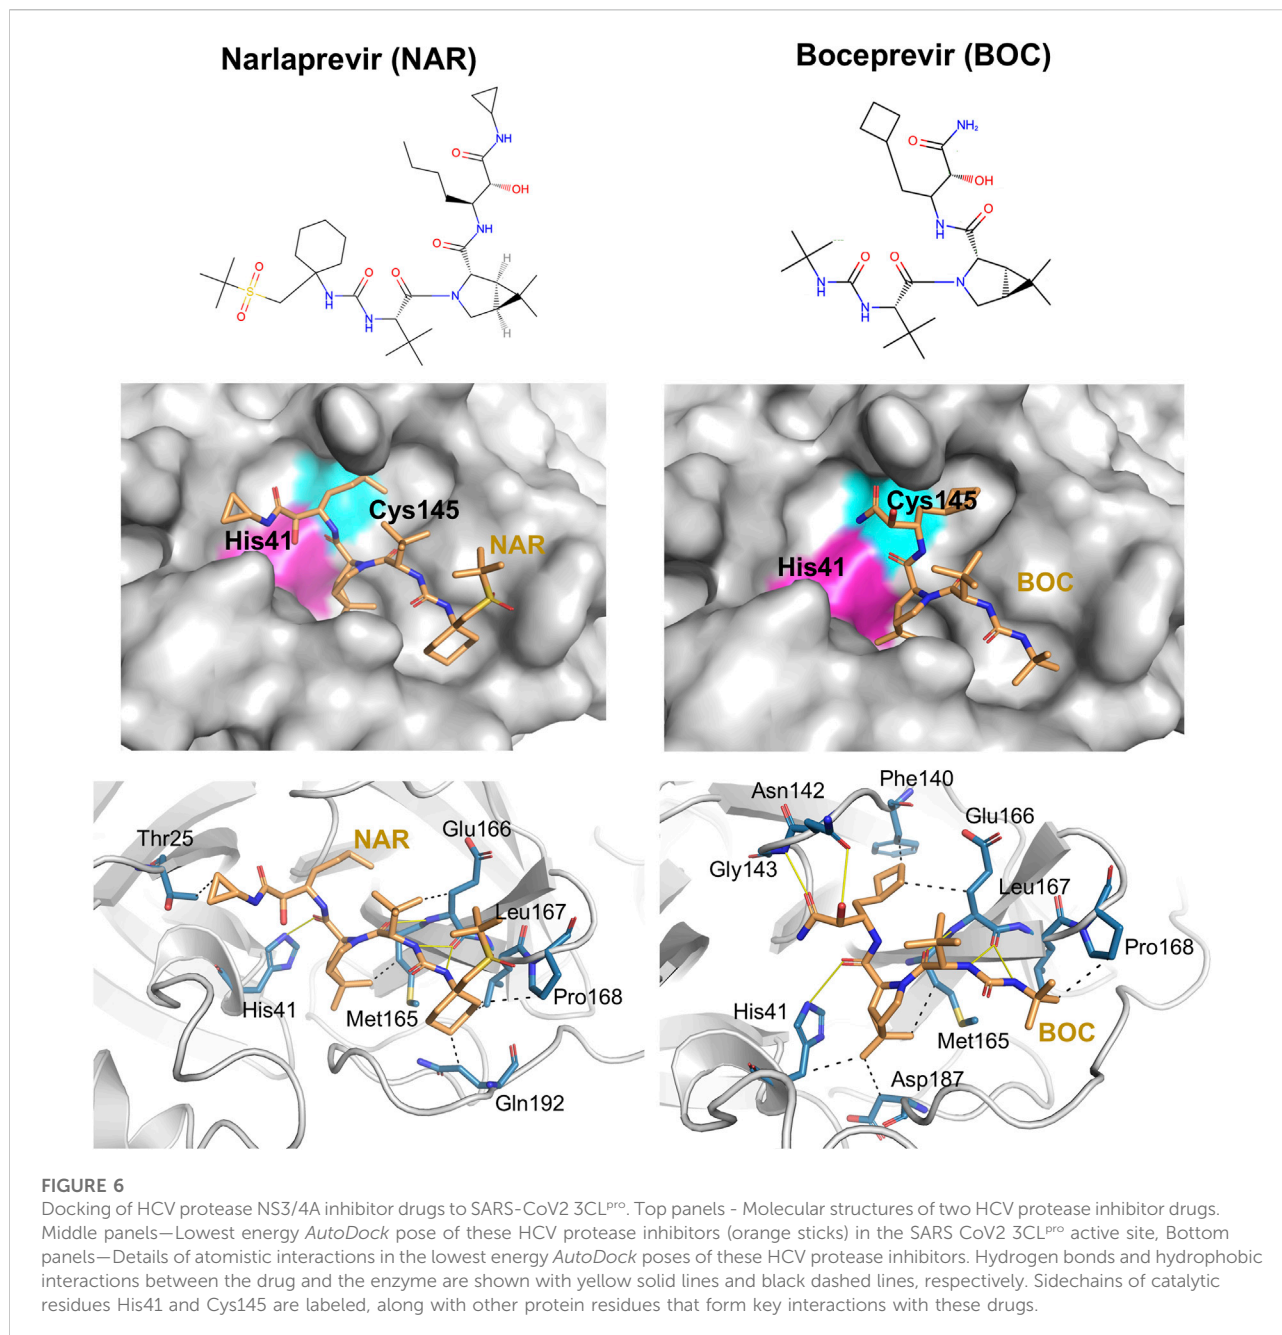 Narlaprevir (NAR)
Boceprevir (BOC)
NH
O
OH
NH
O
H
O
S
O
NH
O
NH
O
N
H
NH₂
O
OH
NH
O
O
NH
NH
O
N
Cys145
His41
NAR
Cys145
His41
BOC
Thr25
NAR
Glu166
Leu167
His41
Met165
Pro168
Gln192
Phe140
Asn142
Glu166
Gly143
Leu167
Pro168
His41
Met165
BOC
Asp187
FIGURE 6
Docking of HCV protease NS3/4A inhibitor drugs to SARS-CoV2 3CLᵖʳᵒ. Top panels - Molecular structures of two HCV protease inhibitor drugs.
Middle panels—Lowest energy AutoDock pose of these HCV protease inhibitors (orange sticks) in the SARS CoV2 3CLᵖʳᵒ active site, Bottom
panels—Details of atomistic interactions in the lowest energy AutoDock poses of these HCV protease inhibitors. Hydrogen bonds and hydrophobic
interactions between the drug and the enzyme are shown with yellow solid lines and black dashed lines, respectively. Sidechains of catalytic
residues His41 and Cys145 are labeled, along with other protein residues that form key interactions with these drugs.